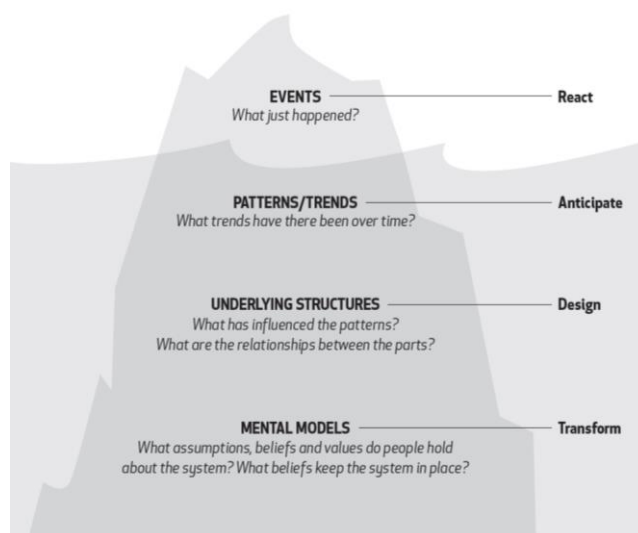 EVENTS React
What just happened?
PATTERNS/TRENDS Anticipate
What trends have there been over time?
UNDERLYING STRUCTURES Design
What has influenced the patterns?
What are the relationships between the parts?
MENTAL MODELS Transform
What assumptions, beliefs and values do people hold
about the system? What beliefs keep the system in place?